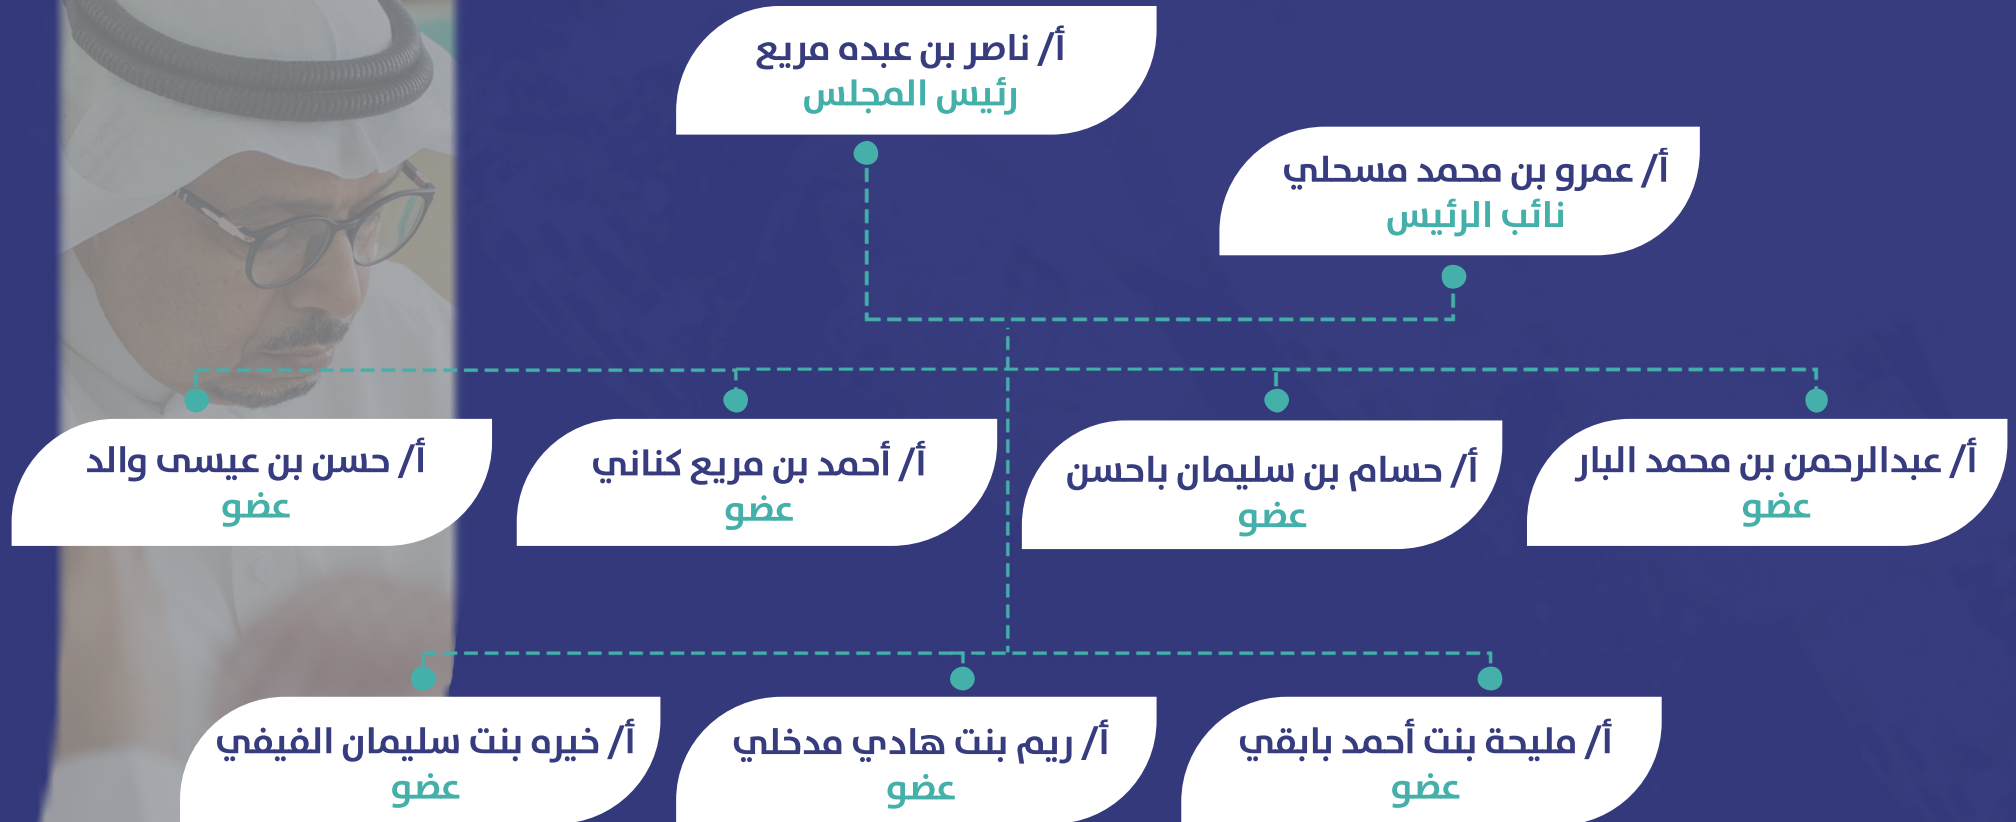 أ/ ناصر بن عبده مريع
رئيس المجلس
أ/ عمرو بن محمد مسحلي
نائب الرئيس
أ/ عبدالرحمن بن محمد البار
عضو
أ/ حسام بن سليمان باحسن
عضو
أ/ أحمد بن مريع كناني
عضو
أ/ حسن بن عيسى والد
عضو
أ/ مليحة بنت أحمد بابقي
عضو
أ/ ريم بنت هادي مدخلي
عضو
أ/ خيره بنت سليمان الفيفي
عضو